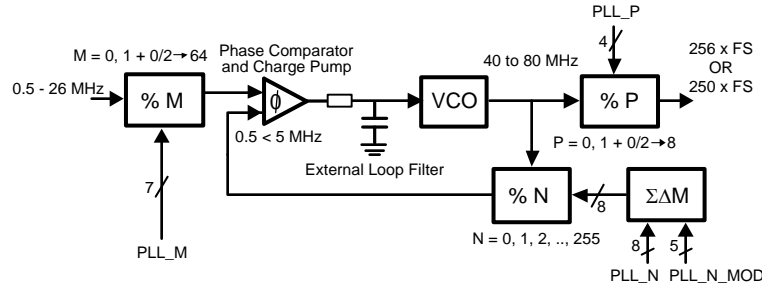 PLL_P
M = 0, 1 + 0/2→64
Phase Comparator
and Charge Pump
4
40 to 80 MHz
256 x FS
OR
250 x FS
0.5 - 26 MHz
% M
ϕ
VCO
% P
0.5 < 5 MHz
P = 0, 1 + 0/2→8
External Loop Filter
7
% N
8
ΣΔM
N = 0, 1, 2, .., 255
8
5
PLL_M
PLL_N
PLL_N_MOD